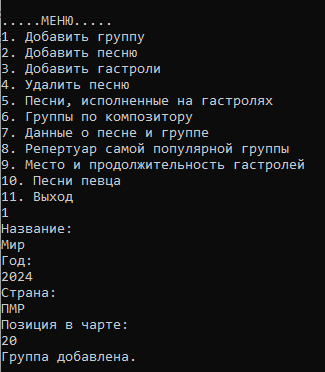 .....МЕНЮ.....
1. Добавить группу
2. Добавить песню
3. Добавить гастроли
4. Удалить песню
5. Песни, исполненные на гастролях
6. Группы по композитору
7. Данные о песне и группе
8. Репертуар самой популярной группы
9. Место и продолжительность гастролей
10. Песни певца
11. Выход
1
Название:
Мир
Год:
2024
Страна:
ПМР
Позиция в чарте:
20
Группа добавлена.